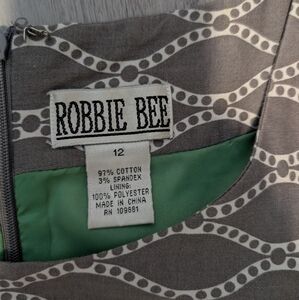 ROBBIE BEE
12
97% COTTON
3% SPANDEX
LINING:
100% POLYESTER
MADE IN CHINA
RN 109881